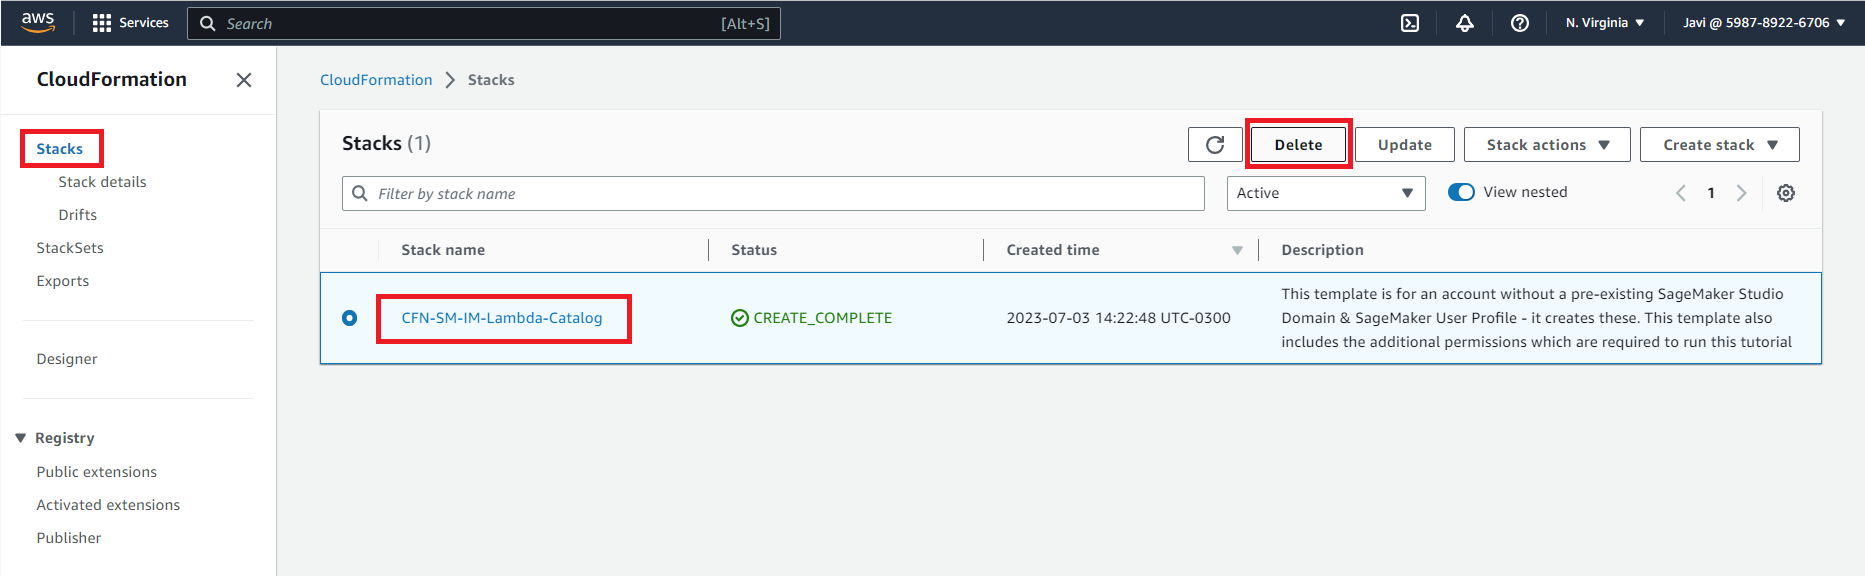 aws
Services
Search
[Alt+S]
N. Virginia
Javi @ 5987-8922-6706
CloudFormation
Stacks
Stack details
Drifts
StackSets
Exports
Designer
Registry
Public extensions
Activated extensions
Publisher
CloudFormation
Stacks
Stacks (1)
Delete
Update
Stack actions
Create stack
Filter by stack name
Active
View nested
1
Stack name
Status
Created time
Description
CFN-SM-IM-Lambda-Catalog
CREATE_COMPLETE
2023-07-03 14:22:48 UTC-0300
This template is for an account without a pre-existing SageMaker Studio
Domain & SageMaker User Profile - it creates these. This template also
includes the additional permissions which are required to run this tutorial